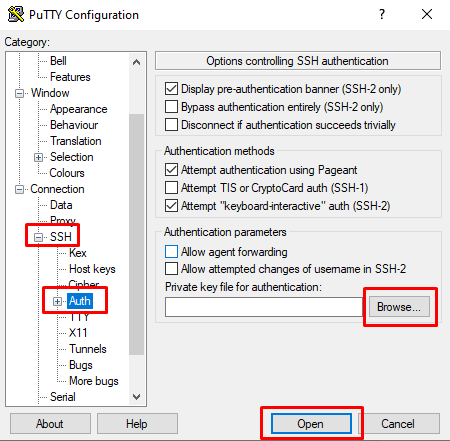 PuTTY Configuration
?
Category:
Bell
Features
Window
Appearance
Behaviour
Translation
Selection
Colours
Connection
Data
Proxy
SSH
Kex
Host keys
Cipher
Auth
TTY
X11
Tunnels
Bugs
More bugs
Serial
Options controlling SSH authentication
Display pre-authentication banner (SSH-2 only)
Bypass authentication entirely (SSH-2 only)
Disconnect if authentication succeeds trivially
Authentication methods
Attempt authentication using Pageant
Attempt TIS or CryptoCard auth (SSH-1)
Attempt "keyboard-interactive" auth (SSH-2)
Authentication parameters
Allow agent forwarding
Allow attempted changes of username in SSH-2
Private key file for authentication:
Browse...
About
Help
Open
Cancel